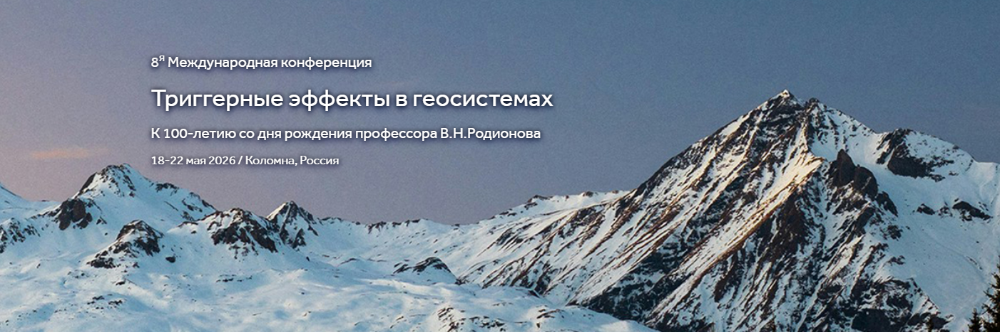 8я Международная конференция
Триггерные эффекты в геосистемах
К 100-летию со дня рождения профессора В.Н.Родионова
18-22 мая 2026 / Коломна, Россия